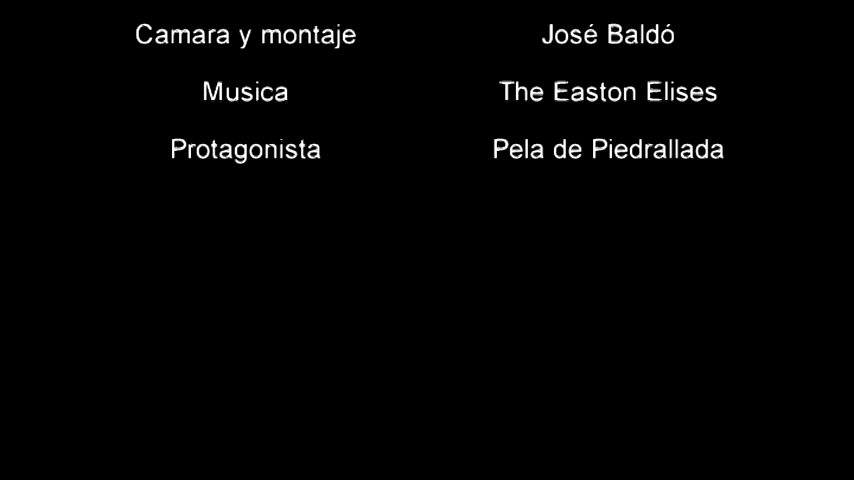 Camara y montaje José Baldó
Musica The Easton Elises
Protagonista Pela de Piedrallada